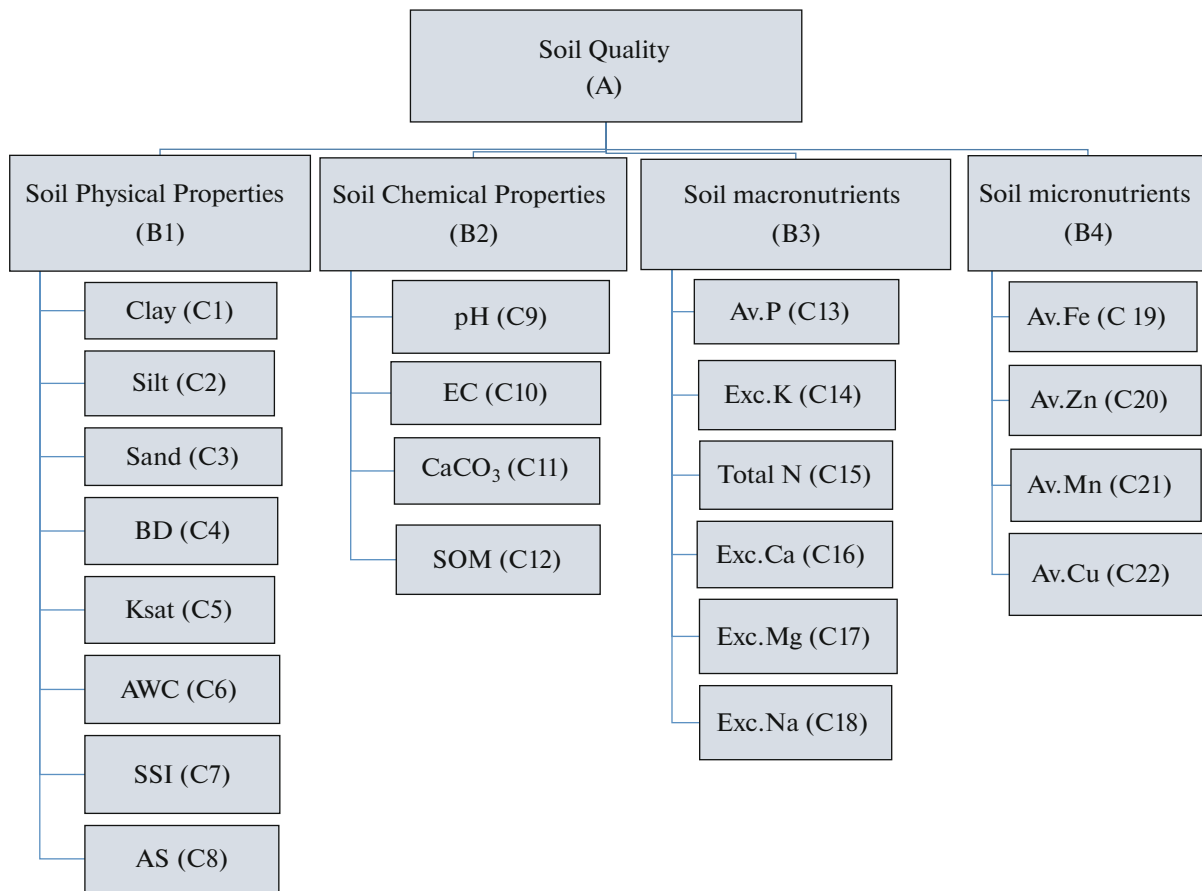 Soil Quality
(A)
Soil Physical Properties
(B1)
Clay (C1)
Silt (C2)
Sand (C3)
BD (C4)
Ksat (C5)
AWC (C6)
SSI (C7)
AS (C8)
Soil Chemical Properties
(B2)
pH (C9)
EC (C10)
CaCO₃ (C11)
SOM (C12)
Soil macronutrients
(B3)
Av.P (C13)
Exc.K (C14)
Total N (C15)
Exc.Ca (C16)
Exc.Mg (C17)
Exc.Na (C18)
Soil micronutrients
(B4)
Av.Fe (C 19)
Av.Zn (C20)
Av.Mn (C21)
Av.Cu (C22)